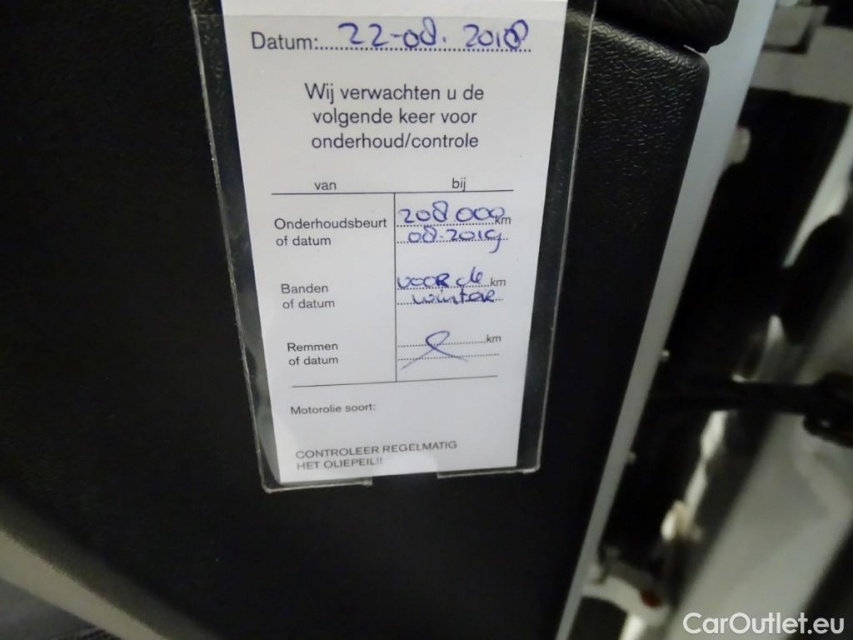 Datum: 22-08. 2018
Wij verwachten u de
volgende keer voor
onderhoud/controle
van bij
Onderhoudsbeurt 208 000 km
of datum 08-2019
Banden voor de km
of datum winter
Remmen km
of datum
Motorolie soort:
CONTROLEER REGELMATIG
HET OLIEPEIL!!
CarOutlet.eu